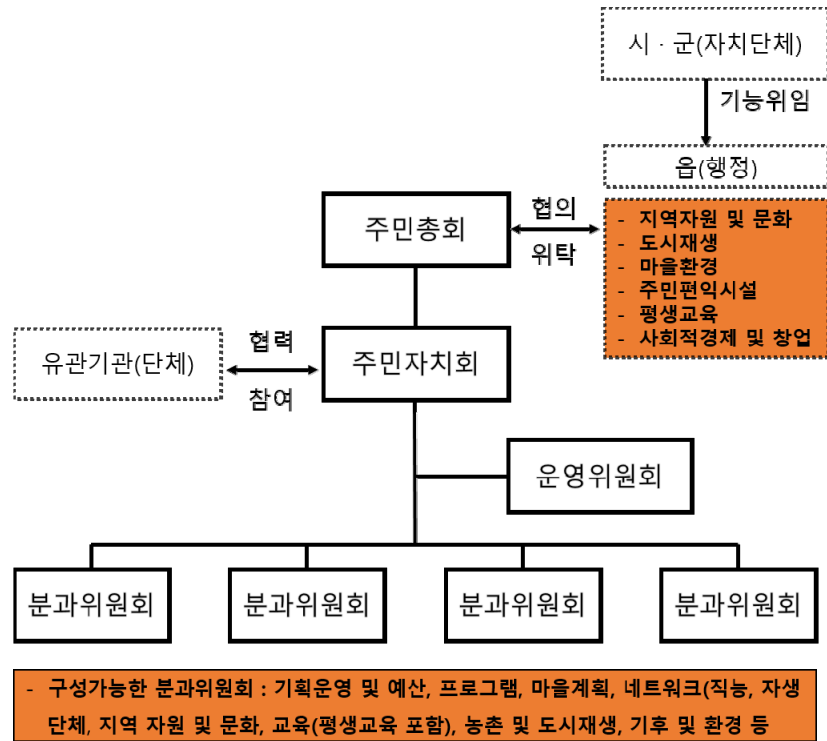 시 · 군(자치단체)
기능위임
읍(행정)
주민총회
협의
위탁
- 지역자원 및 문화
- 도시재생
- 마을환경
- 주민편익시설
- 평생교육
- 사회적경제 및 창업
유관기관(단체)
협력
참여
주민자치회
운영위원회
분과위원회
분과위원회
분과위원회
분과위원회
- 구성가능한 분과위원회 : 기획운영 및 예산, 프로그램, 마을계획, 네트워크(직능, 자생
단체, 지역 자원 및 문화, 교육(평생교육 포함), 농촌 및 도시재생, 기후 및 환경 등